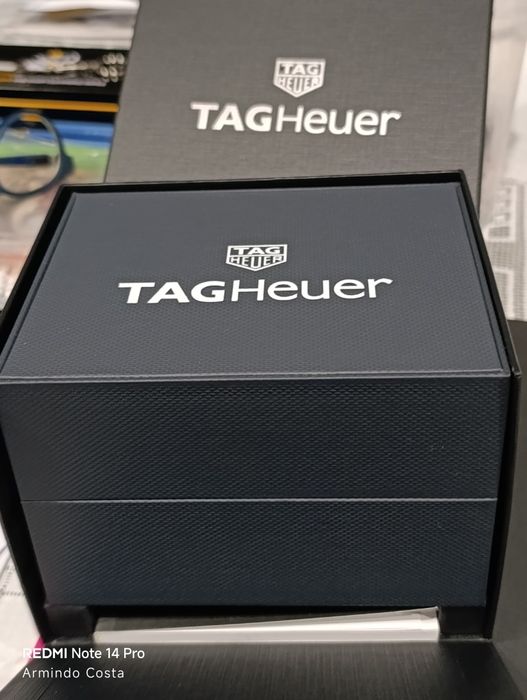 TAG
HEUER
TAGHeuer
TAG
HEUER
TAGHeuer
REDMI Note 14 Pro
Armindo Costa